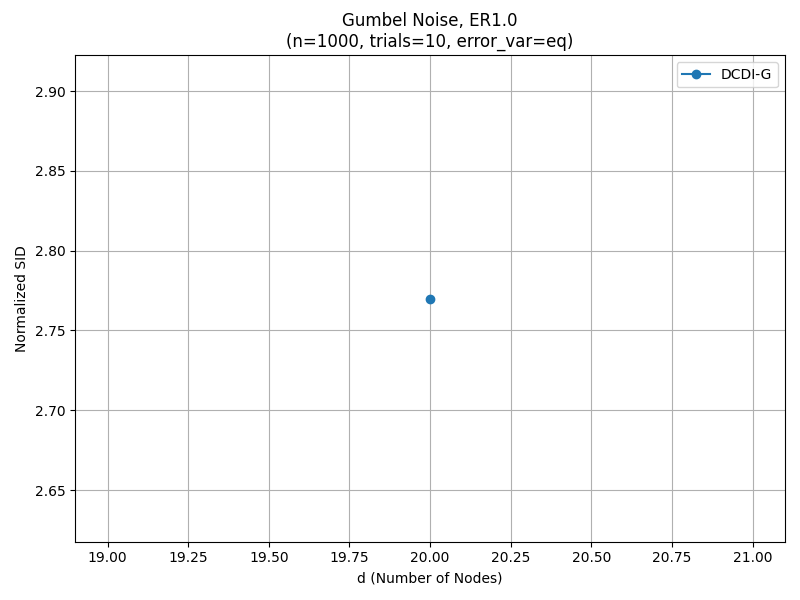 Gumbel Noise, ER1.0
(n=1000, trials=10, error_var=eq)
DCDI-G
2.90
2.85
2.80
2.75
2.70
2.65
Normalized SID
19.00 19.25 19.50 19.75 20.00 20.25 20.50 20.75 21.00
d (Number of Nodes)